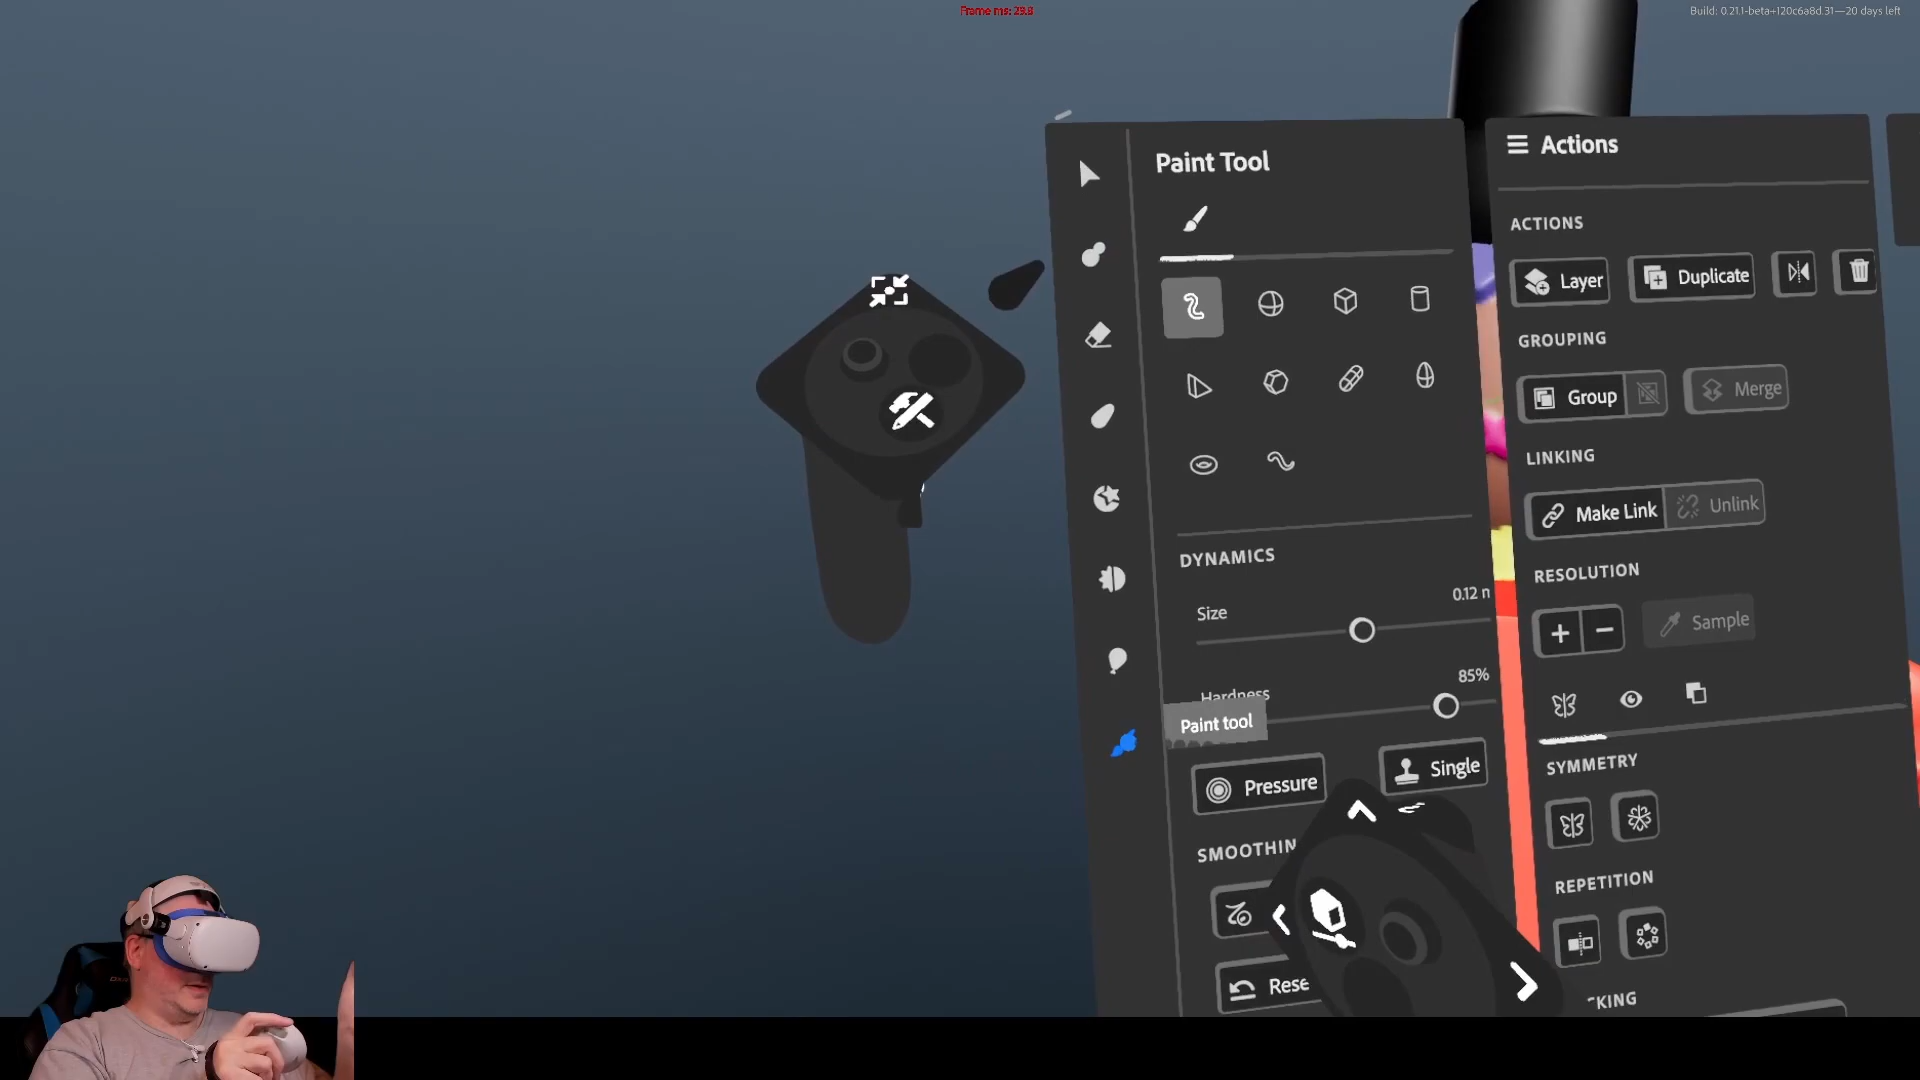 Frame ms: 29.8
Build: 0.21.1-beta+120c6a8d.31—20 days left
Paint Tool
DYNAMICS
Size
0.12 n
Hardness
85%
Paint tool
Pressure
Single
SMOOTHIN
Rese
Actions
ACTIONS
Layer
Duplicate
GROUPING
Group
Merge
LINKING
Make Link
Unlink
RESOLUTION
Sample
SYMMETRY
REPETITION
CKING